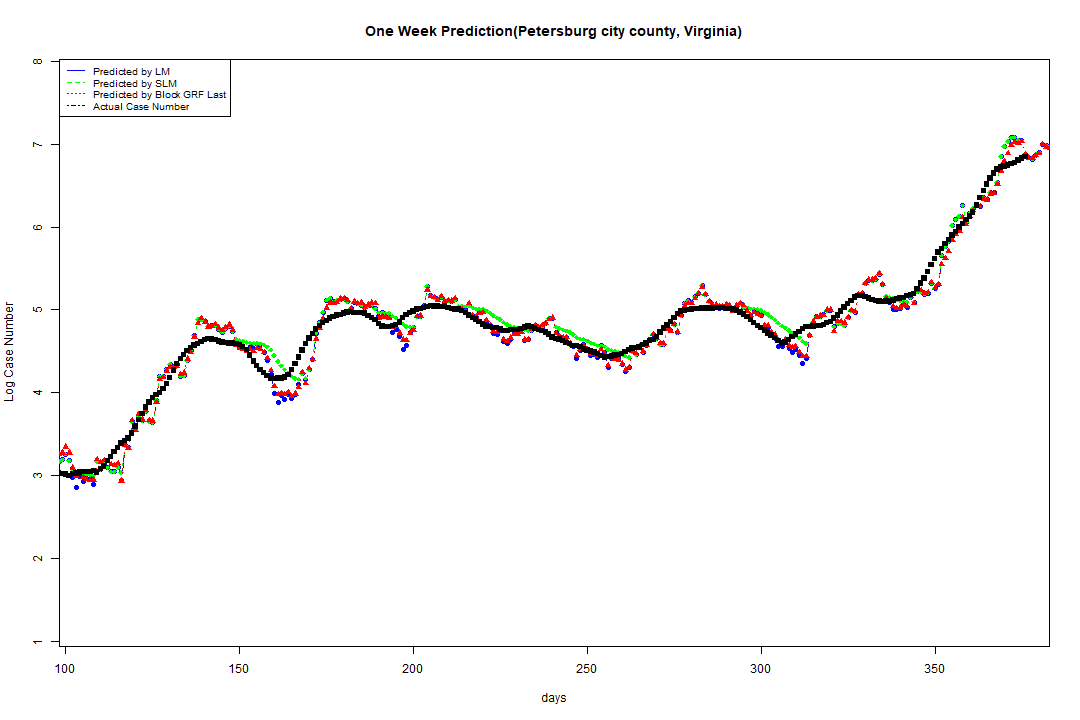 One Week Prediction(Petersburg city county, Virginia)
Predicted by LM
Predicted by SLM
Predicted by Block GRF Last
Actual Case Number
8
7
6
5
4
3
2
1
Log Case Number
100 150 200 250 300 350
days